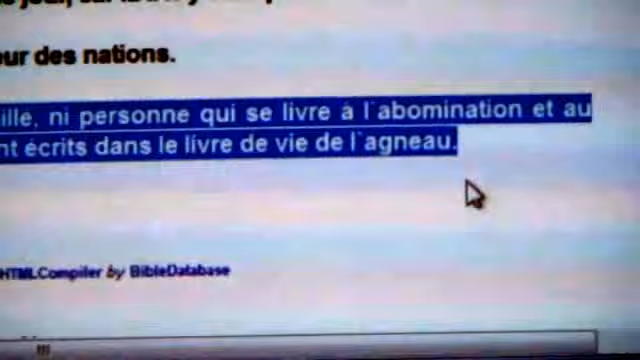 eur des nations.
ille, ni personne qui se livre à l'abomination et au
nt écrits dans le livre de vie de l'agneau.
HTMLCompiler by BibleDatabase